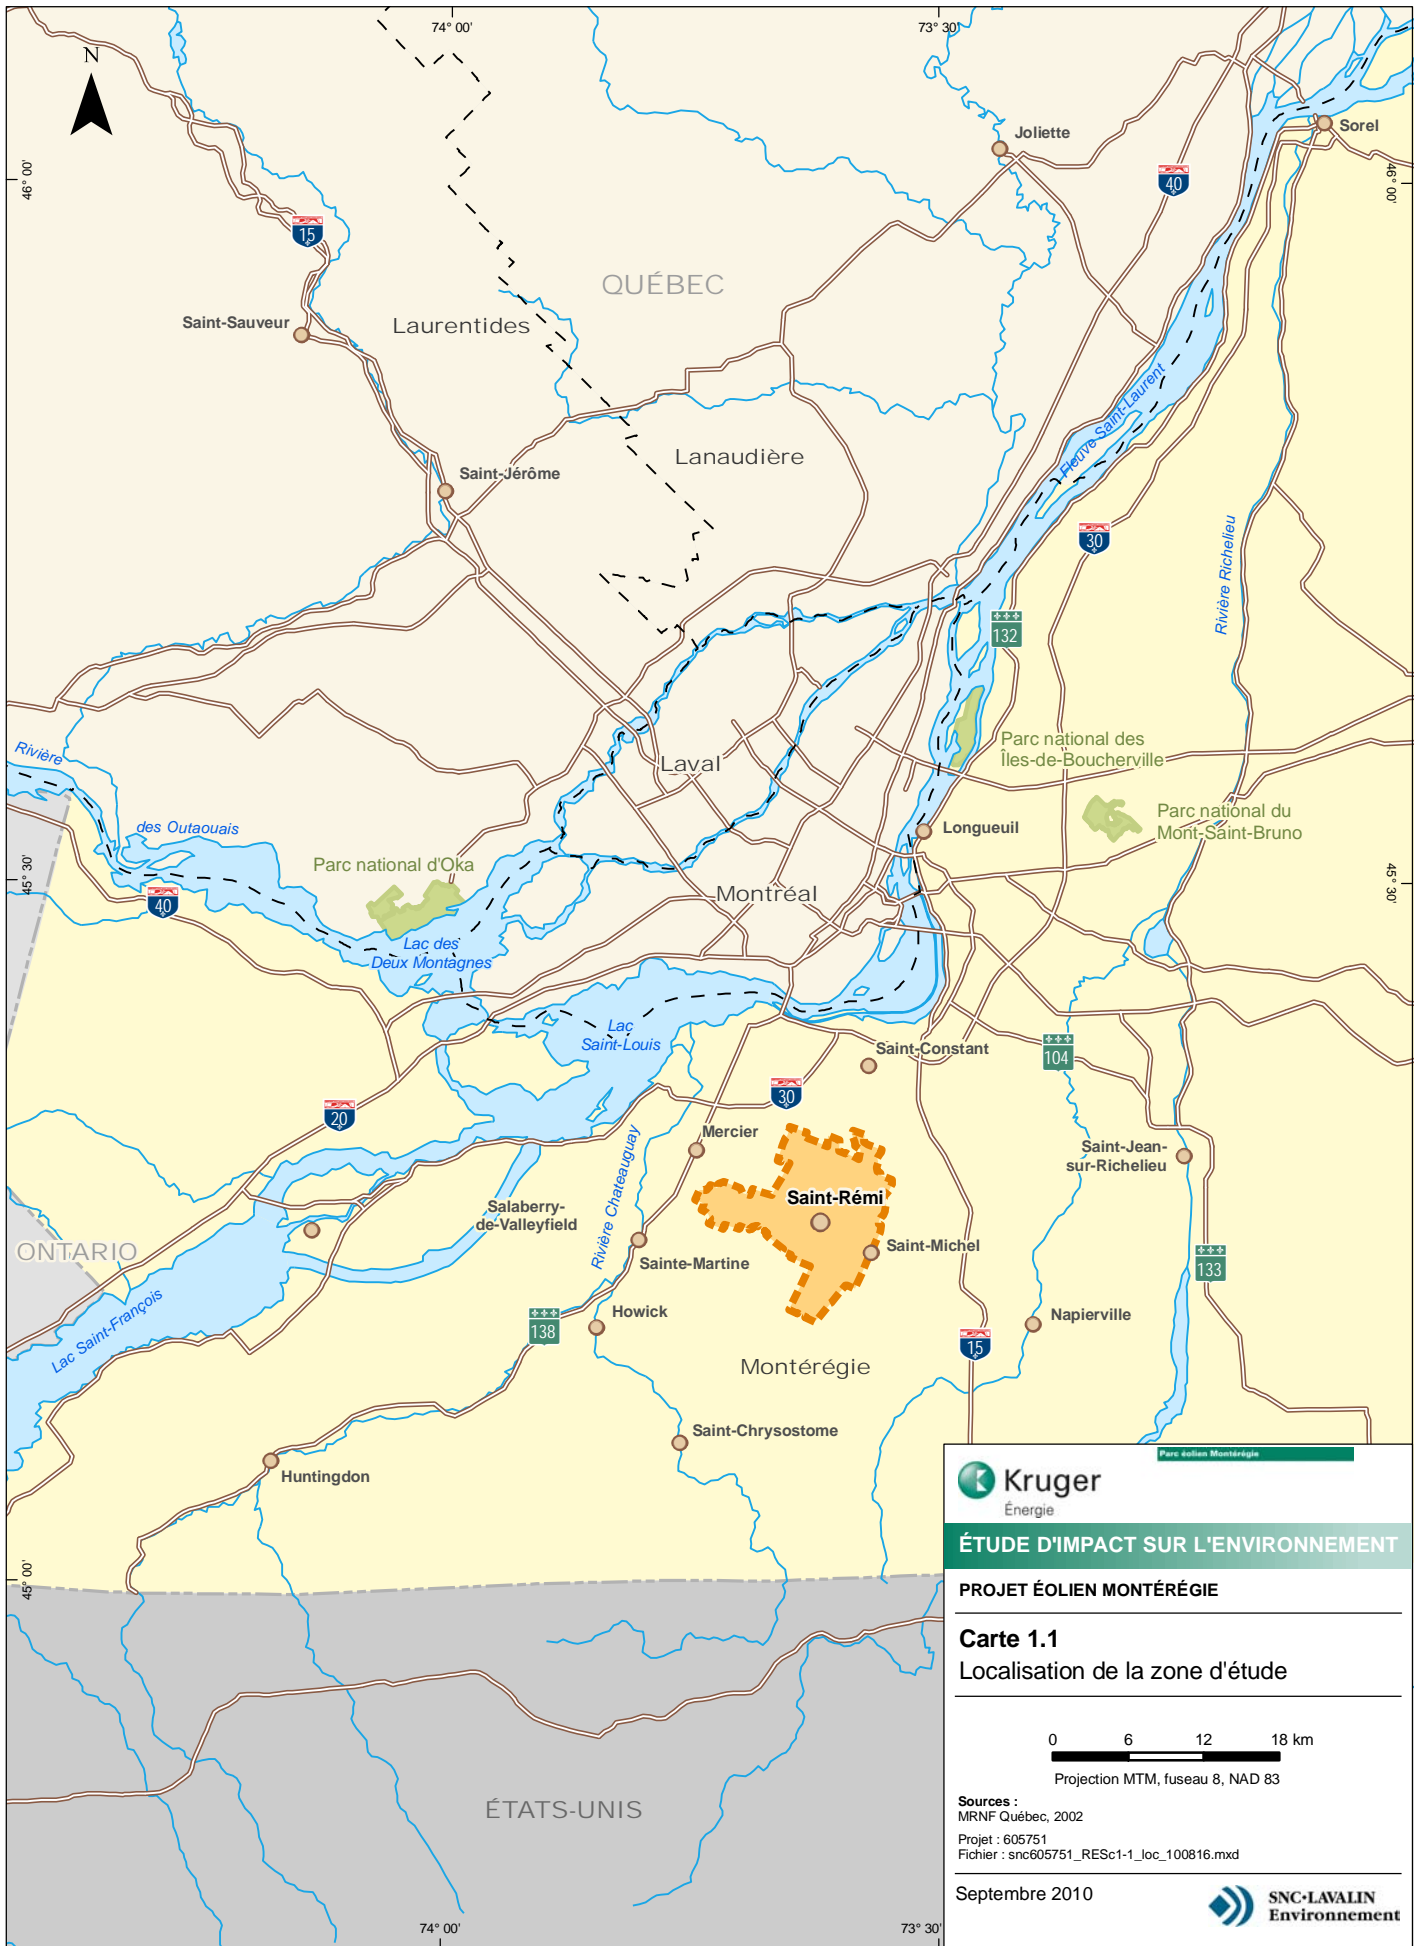 74° 00'
73° 30'
N
Joliette
Sorel
46° 00'
40
46° 00'
15
QUÉBEC
Saint-Sauveur
Laurentides
Fleuve Saint-Laurent
Lanaudière
Saint-Jérôme
30
Rivière Richelieu
132
Rivière
Parc national des
Îles-de-Boucherville
Laval
Parc national du
Mont-Saint-Bruno
des Outaouais
Longueuil
Parc national d'Oka
45° 30'
45° 30'
40
Montréal
Lac des
Deux Montagnes
Lac
Saint-Louis
Saint-Constant
104
30
20
Mercier
Rivière Chateauguay
Saint-Jean-
sur-Richelieu
Saint-Rémi
Salaberry-
de-Valleyfield
ONTARIO
Saint-Michel
Sainte-Martine
133
Lac Saint-François
Howick
138
Napierville
15
Montérégie
Saint-Chrysostome
Huntingdon
45° 00'
ÉTATS-UNIS
74° 00'
73° 30'
Parc éolien Montérégie
Kruger
Énergie
ÉTUDE D'IMPACT SUR L'ENVIRONNEMENT
PROJET ÉOLIEN MONTÉRÉGIE
Carte 1.1
Localisation de la zone d'étude
0 6 12 18 km
Projection MTM, fuseau 8, NAD 83
Sources :
MRNF Québec, 2002
Projet : 605751
Fichier : snc605751_RESc1-1_loc_100816.mxd
Septembre 2010
SNC•LAVALIN
Environnement